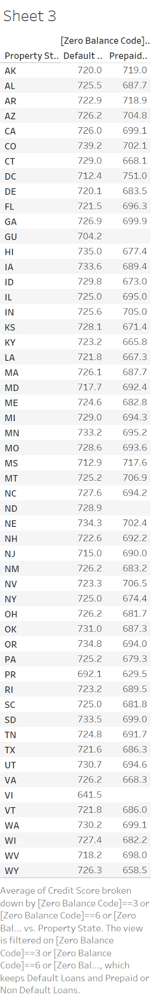 Sheet 3
[Zero Balance Code]..
Property St.. Default .. Prepaid..
AK 720.0 719.0
AL 725.5 687.7
AR 722.9 718.9
AZ 726.2 704.8
CA 726.0 699.1
CO 739.2 702.1
CT 729.0 668.1
DC 712.4 751.0
DE 720.1 683.5
FL 721.5 696.3
GA 726.9 699.9
GU 704.2
HI 735.0 677.4
IA 733.6 689.4
ID 729.8 673.0
IL 725.0 695.0
IN 725.6 705.0
KS 728.1 671.4
KY 723.2 665.8
LA 721.8 667.3
MA 726.1 687.7
MD 717.7 692.4
ME 724.6 682.8
MI 729.0 694.3
MN 733.2 695.2
MO 728.6 693.6
MS 712.9 717.6
MT 725.2 706.9
NC 727.6 694.2
ND 728.9
NE 734.3 702.4
NH 722.6 692.2
NJ 715.0 690.0
NM 726.2 683.2
NV 723.3 706.5
NY 725.0 674.4
OH 726.2 681.7
OK 731.0 687.3
OR 734.8 694.0
PA 725.2 679.3
PR 692.1 629.5
RI 723.2 689.5
SC 725.0 681.8
SD 733.5 699.0
TN 724.8 691.7
TX 721.6 686.3
UT 730.7 694.6
VA 726.2 668.3
VI 641.5
VT 721.8 686.0
WA 730.2 699.1
WI 727.4 682.2
WV 718.2 698.0
WY 726.3 658.5
Average of Credit Score broken
down by [Zero Balance Code]==3 or
[Zero Balance Code]==6 or [Zero
Bal... vs. Property State. The view
is filtered on [Zero Balance
Code]==3 or [Zero Balance
Code]==6 or [Zero Bal..., which
keeps Default Loans and Prepaid or
Non Default Loans.